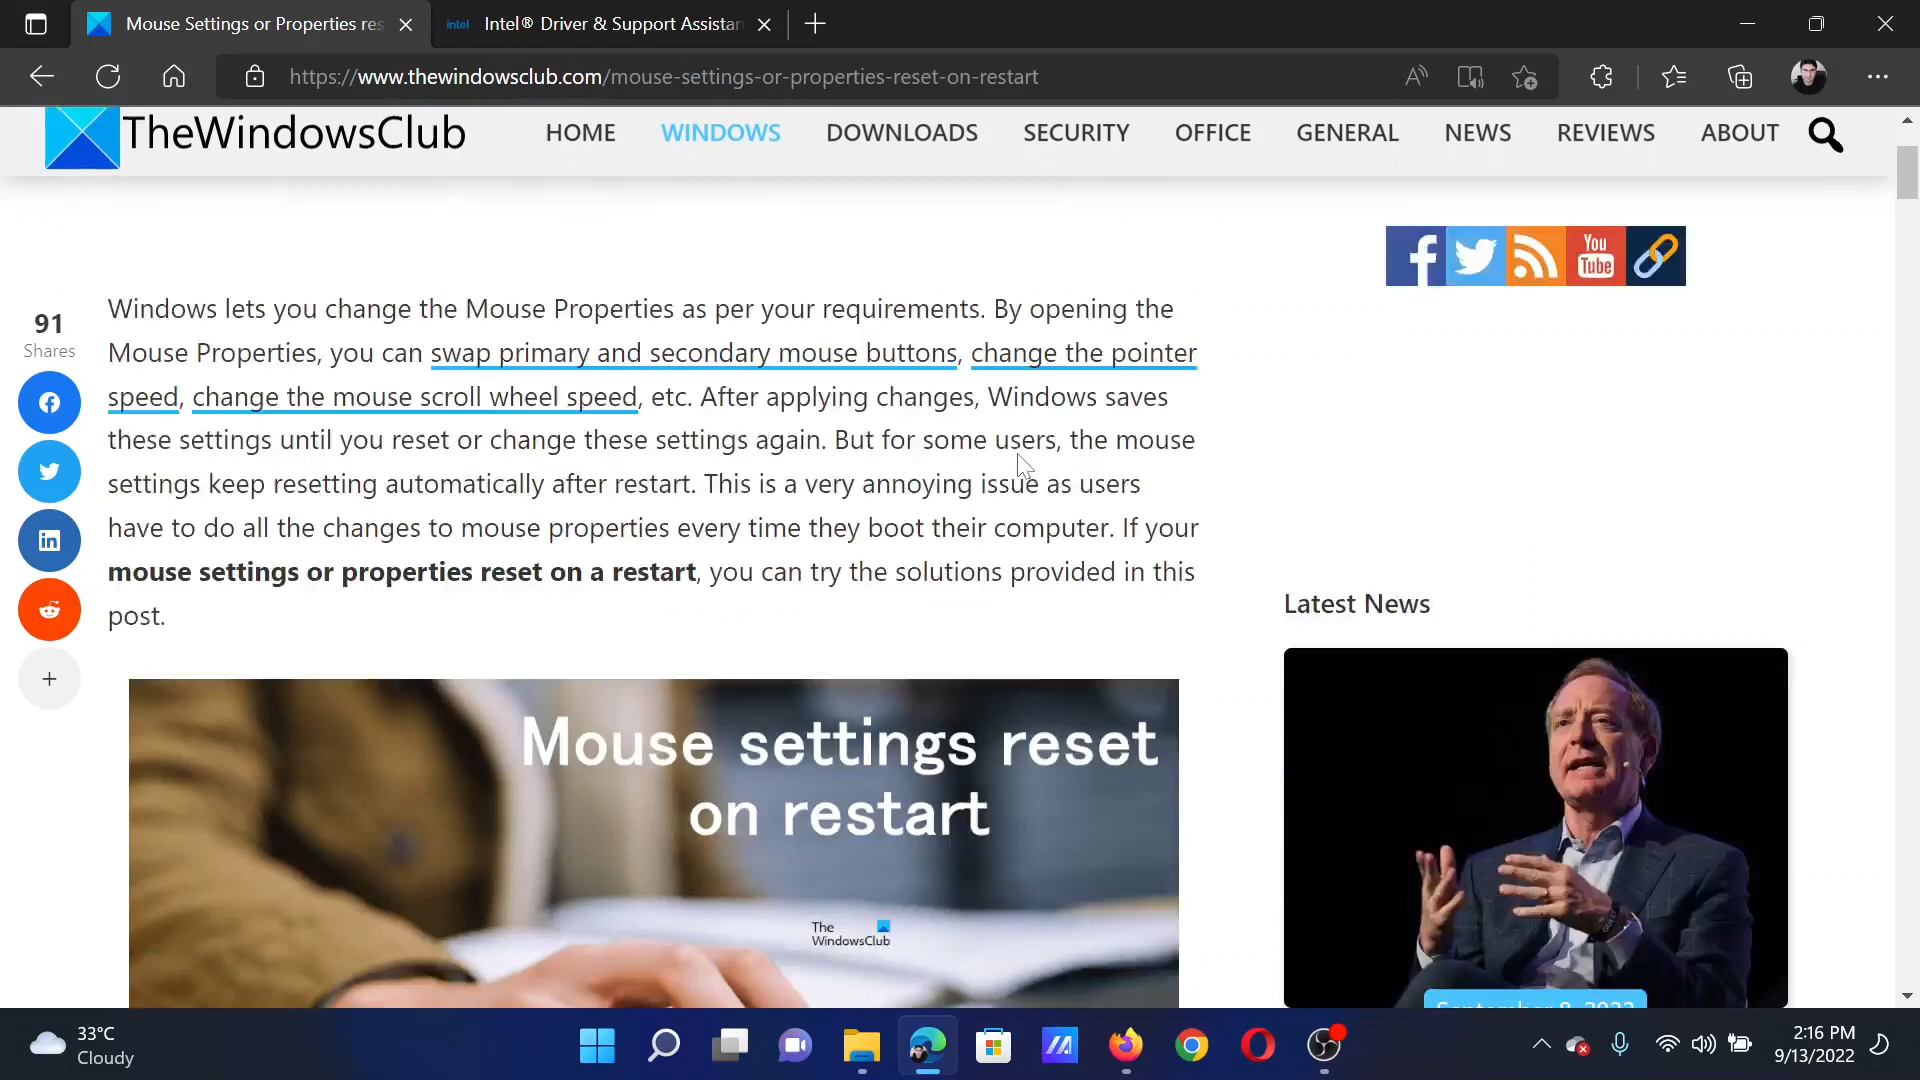 Mouse Settings or Properties res
intel Intel® Driver & Support Assistan
https://www.thewindowsclub.com/mouse-settings-or-properties-reset-on-restart
TheWindowsClub
HOME WINDOWS DOWNLOADS SECURITY OFFICE GENERAL NEWS REVIEWS ABOUT
You
Tube
91
Shares
Windows lets you change the Mouse Properties as per your requirements. By opening the
Mouse Properties, you can swap primary and secondary mouse buttons, change the pointer
speed, change the mouse scroll wheel speed, etc. After applying changes, Windows saves
these settings until you reset or change these settings again. But for some users, the mouse
settings keep resetting automatically after restart. This is a very annoying issue as users
have to do all the changes to mouse properties every time they boot their computer. If your
mouse settings or properties reset on a restart, you can try the solutions provided in this
post.
Latest News
Mouse settings reset
on restart
The
WindowsClub
September 8, 2022
33°C
Cloudy
2:16 PM
9/13/2022